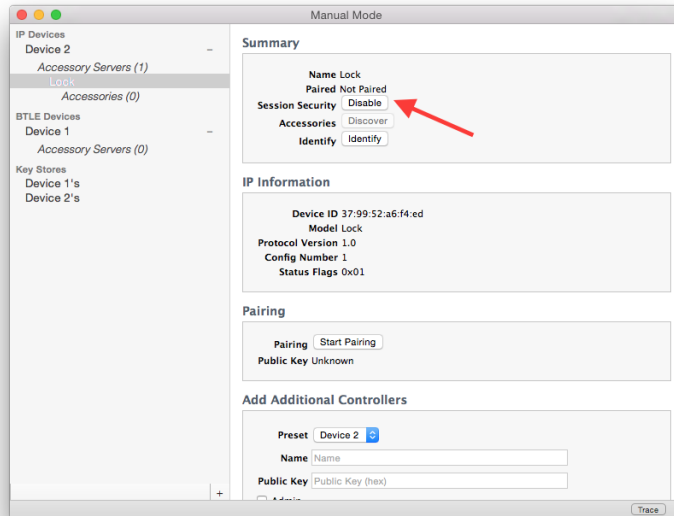 Manual Mode
IP Devices
Device 2 –
Accessory Servers (1)
Lock
Accessories (0)
BTLE Devices
Device 1 –
Accessory Servers (0)
Key Stores
Device 1's
Device 2's
+
Summary
Name Lock
Paired Not Paired
Session Security Disable
Accessories Discover
Identify Identify
IP Information
Device ID 37:99:52:a6:f4:ed
Model Lock
Protocol Version 1.0
Config Number 1
Status Flags 0x01
Pairing
Pairing Start Pairing
Public Key Unknown
Add Additional Controllers
Preset Device 2
Name Name
Public Key Public Key (hex)
Admin
Trace